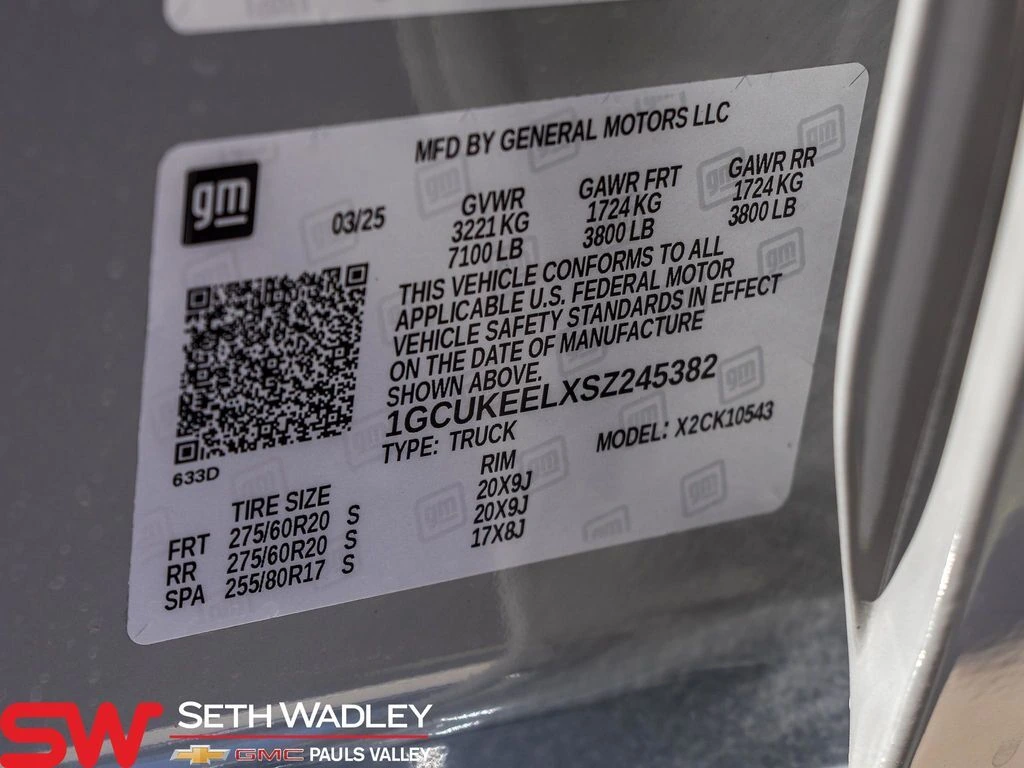 MFD BY GENERAL MOTORS LLC
gm
03/25
GVWR
3221 KG
7100 LB
GAWR FRT
1724 KG
3800 LB
GAWR RR
1724 KG
3800 LB
THIS VEHICLE CONFORMS TO ALL
APPLICABLE U.S. FEDERAL MOTOR
VEHICLE SAFETY STANDARDS IN EFFECT
ON THE DATE OF MANUFACTURE
SHOWN ABOVE.
1GCUKEELXSZ245382
TYPE: TRUCK
MODEL: X2CK10543
633D
TIRE SIZE
RIM
FRT 275/60R20 S 20X9J
RR 275/60R20 S 20X9J
SPA 255/80R17 S 17X8J
SW
SETH WADLEY
GMC PAULS VALLEY